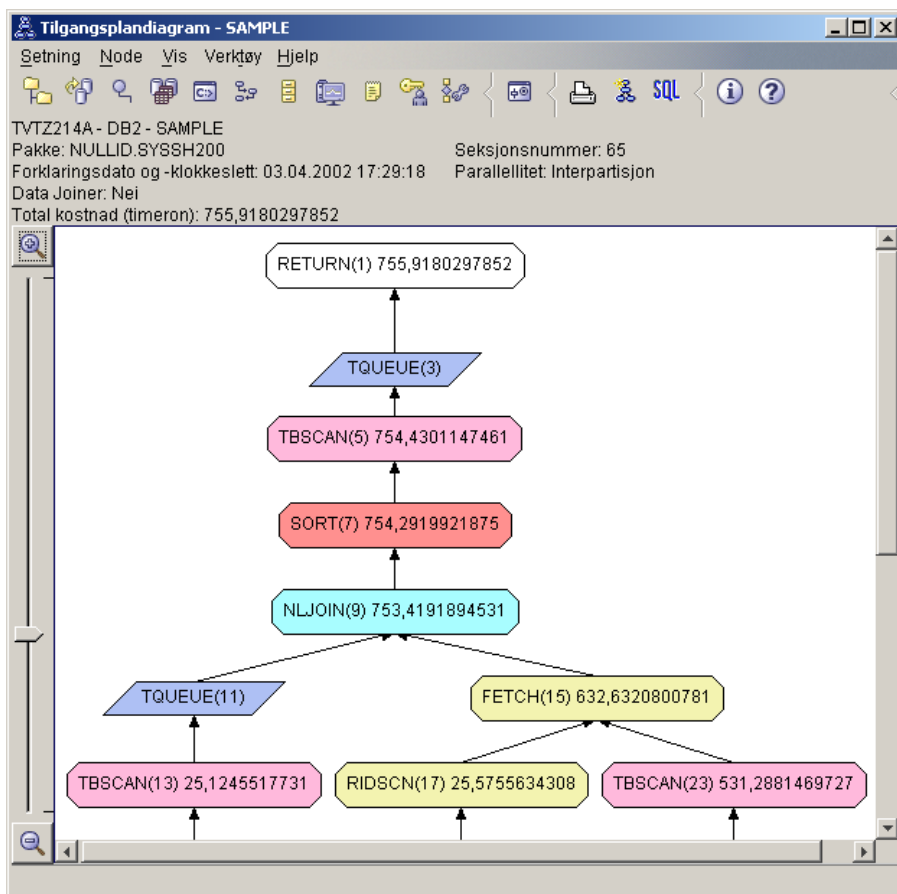 Tilgangsplandiagram - SAMPLE
Setning Node Vis Verktøy Hjelp
C:>
SQL
TVTZ214A - DB2 - SAMPLE
Pakke: NULLID.SYSSH200 Seksjonsnummer: 65
Forklaringsdato og -klokkeslett: 03.04.2002 17:29:18 Parallellitet: Interpartisjon
Data Joiner: Nei
Total kostnad (timeron): 755,9180297852
RETURN(1) 755,9180297852
TQUEUE(3)
TBSCAN(5) 754,4301147461
SORT(7) 754,2919921875
NLJOIN(9) 753,4191894531
TQUEUE(11) FETCH(15) 632,6320800781
TBSCAN(13) 25,1245517731 RIDSCN(17) 25,5755634308 TBSCAN(23) 531,2881469727